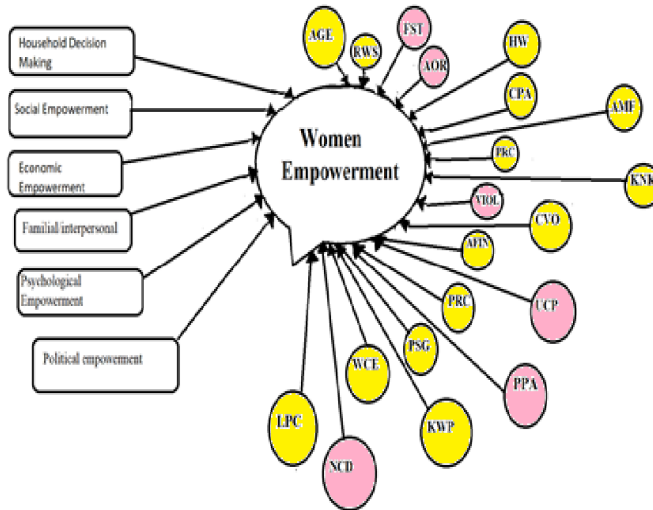 Household Decision
Making
Social Empowerment
Economic
Empowerment
Familial interpersonal
Psychological
Empowerment
Political empowerment
Women
Empowerment
AGE
RWS
FST
AOR
HW
CPA
AMF
PRC
KNK
VIOL
CVO
AFIN
UCP
PRC
PSG
PPA
WCE
KWP
LPC
NCD